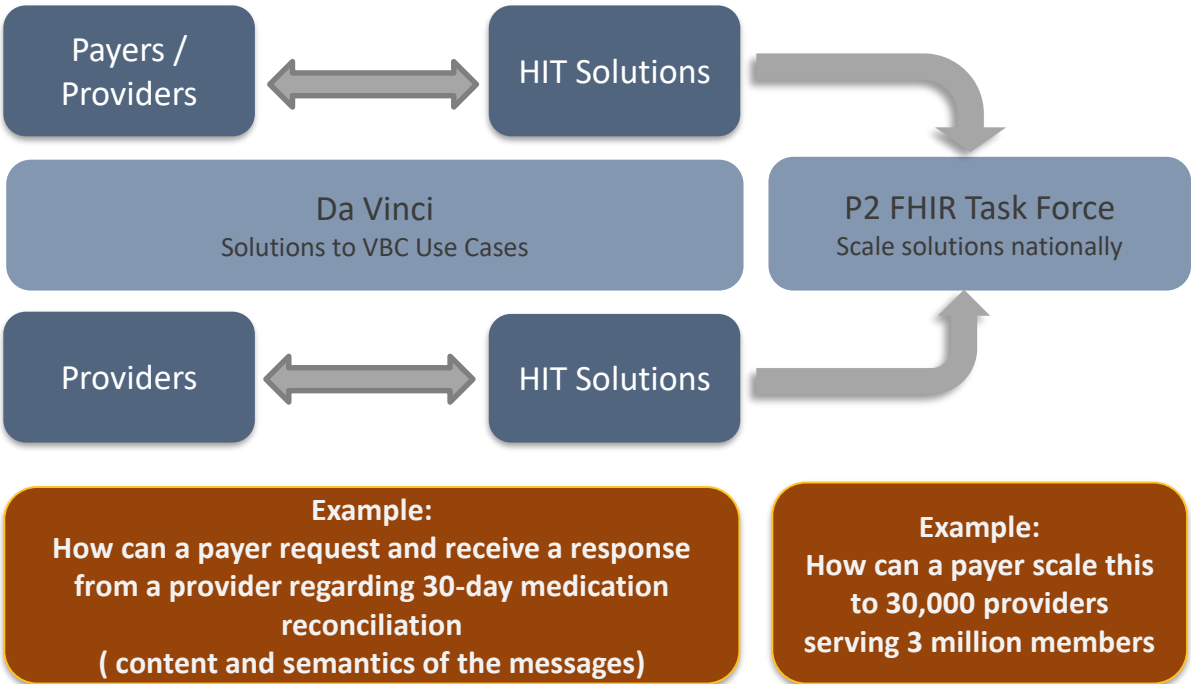 Payers /
Providers
HIT Solutions
Da Vinci
Solutions to VBC Use Cases
P2 FHIR Task Force
Scale solutions nationally
Providers
HIT Solutions
Example:
How can a payer request and receive a response
from a provider regarding 30-day medication
reconciliation
( content and semantics of the messages)
Example:
How can a payer scale this
to 30,000 providers
serving 3 million members